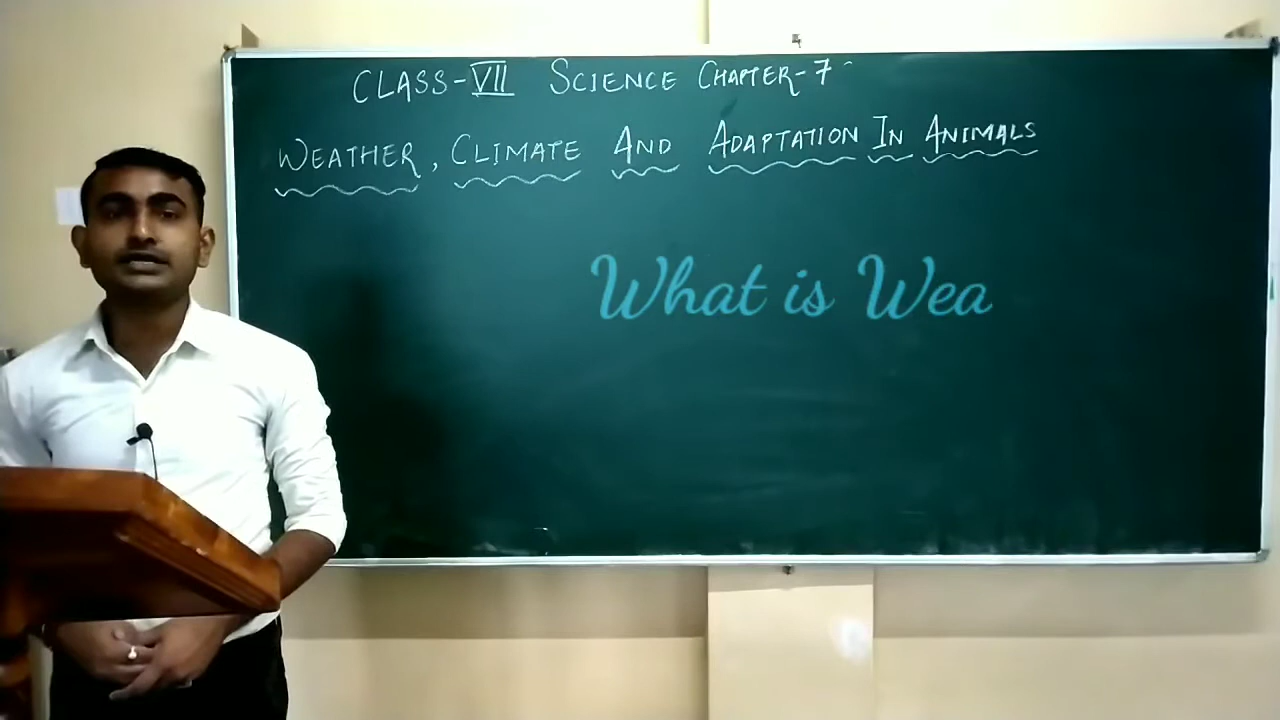 CLASS-VII SCIENCE CHAPTER-7
WEATHER, CLIMATE AND ADAPTATION IN ANIMALS
What is Wea